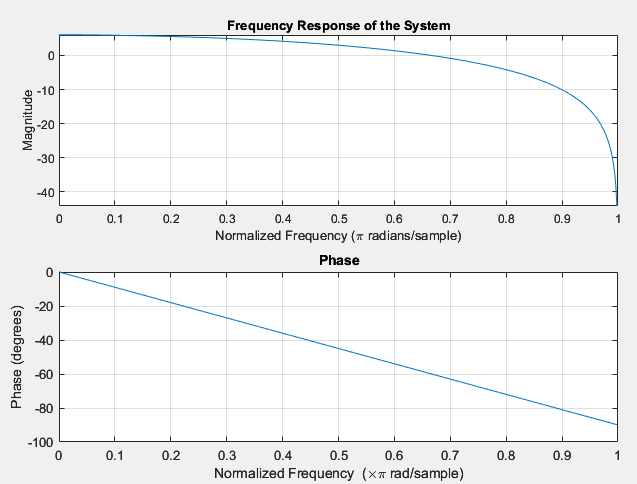 Frequency Response of the System
Magnitude
0
-10
-20
-30
-40
0 0.1 0.2 0.3 0.4 0.5 0.6 0.7 0.8 0.9 1
Normalized Frequency (π radians/sample)
Phase
Phase (degrees)
0
-20
-40
-60
-80
-100
0 0.1 0.2 0.3 0.4 0.5 0.6 0.7 0.8 0.9 1
Normalized Frequency (×π rad/sample)